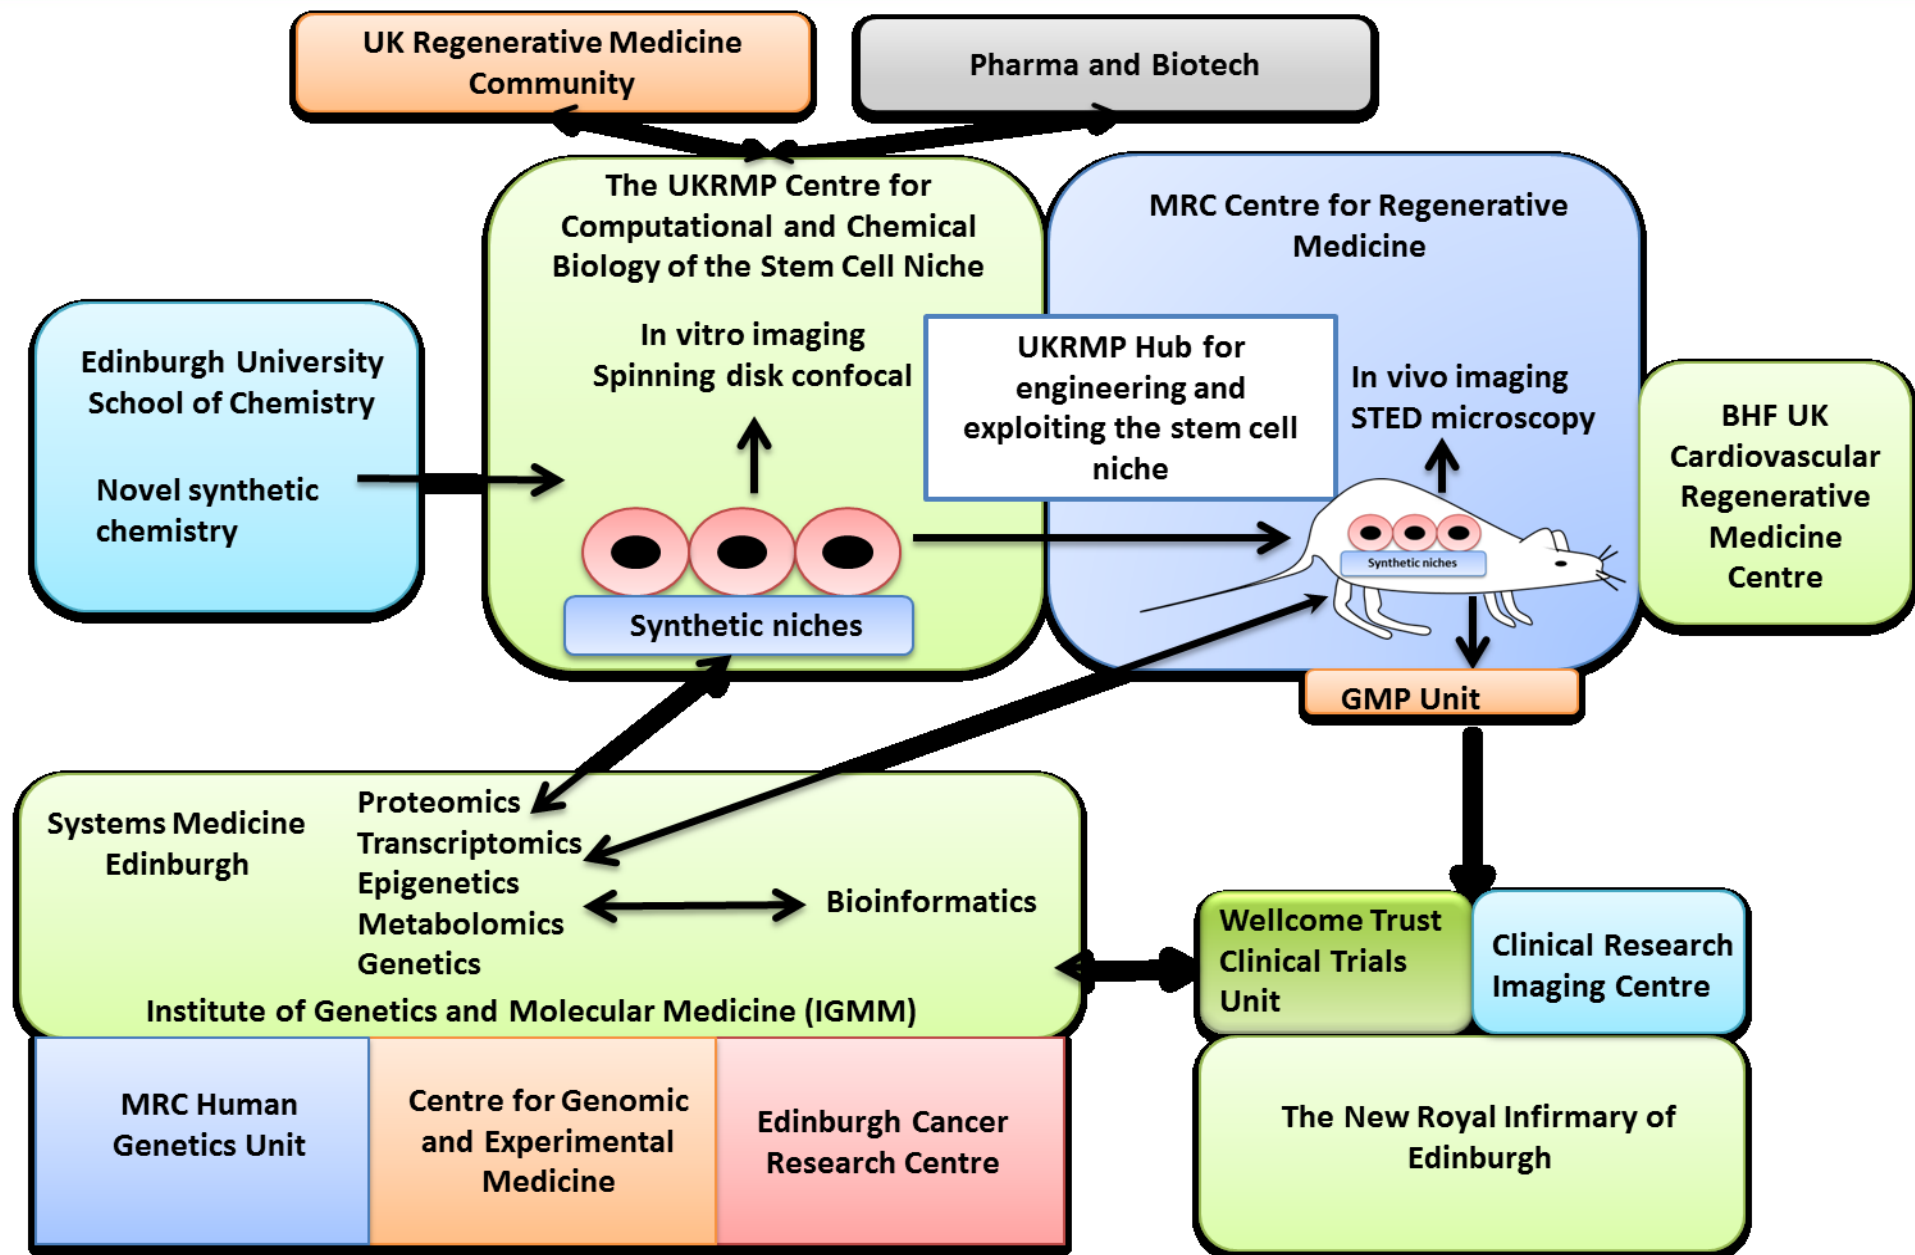 UK Regenerative Medicine
Community
Pharma and Biotech
The UKRMP Centre for
Computational and Chemical
Biology of the Stem Cell Niche
In vitro imaging
Spinning disk confocal
MRC Centre for Regenerative
Medicine
UKRMP Hub for
engineering and
exploiting the stem cell
niche
In vivo imaging
STED microscopy
Edinburgh University
School of Chemistry
Novel synthetic
chemistry
BHF UK
Cardiovascular
Regenerative
Medicine
Centre
Synthetic niches
Synthetic niches
GMP Unit
Systems Medicine
Edinburgh
Proteomics
Transcriptomics
Epigenetics
Metabolomics
Genetics
Bioinformatics
Institute of Genetics and Molecular Medicine (IGMM)
Wellcome Trust
Clinical Trials
Unit
Clinical Research
Imaging Centre
MRC Human
Genetics Unit
Centre for Genomic
and Experimental
Medicine
Edinburgh Cancer
Research Centre
The New Royal Infirmary of
Edinburgh